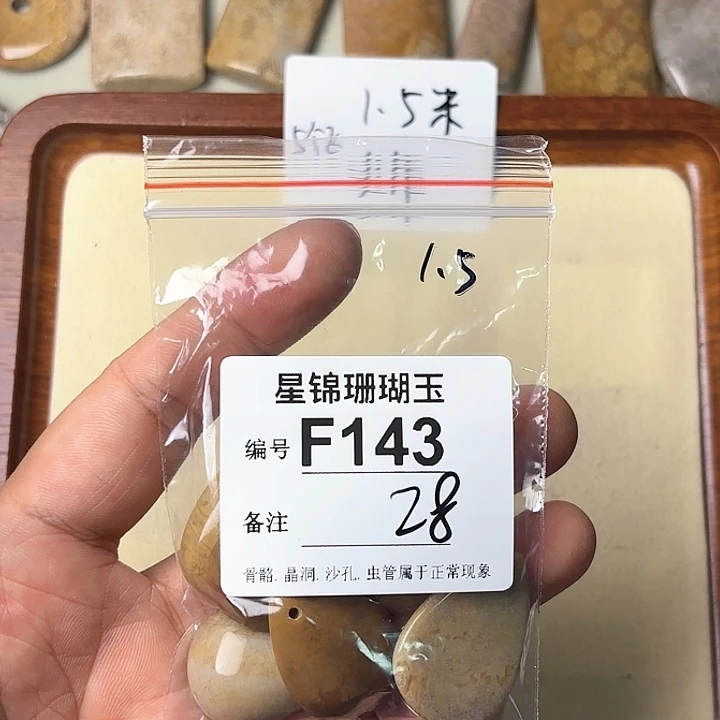 1.5米
1.5
星锦珊瑚玉
编号 F143
备注 28
骨骼. 晶洞. 沙孔. 虫管属于正常现象